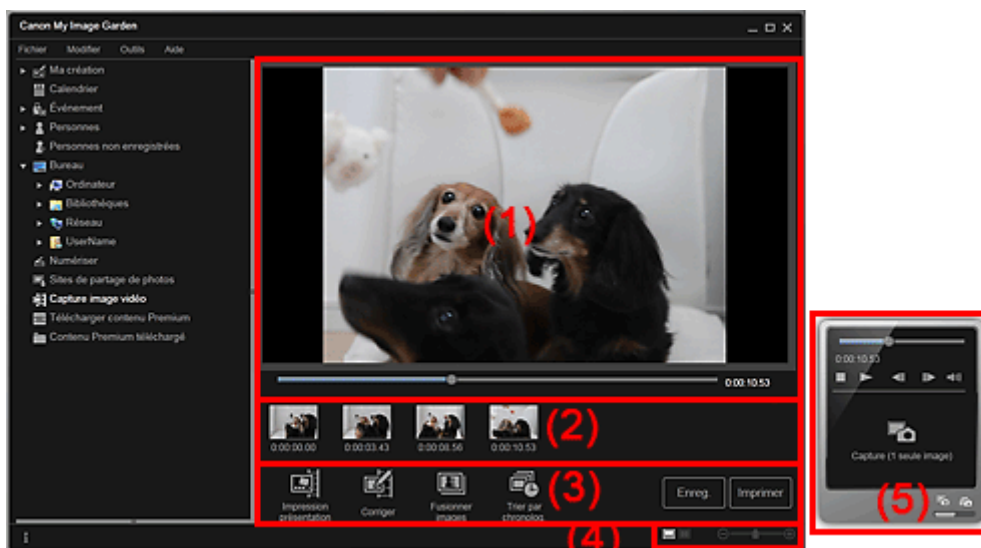 Canon My Image Garden
Fichier Modifier Outils Aide
Ma création
Calendrier
Événement
Personnes
Personnes non enregistrées
Bureau
Ordinateur
Bibliothèques
Réseau
UserName
Numériser
Sites de partage de photos
Capture image vidéo
Télécharger contenu Premium
Contenu Premium téléchargé
(1)
0:00:10.53
0:00:00.00 0:00:03.43 0:00:08.56 0:00:10.53
(2)
Impression présentation
Corriger
Fusionner images
Trier par chronolog.
(3)
Enreg.
Imprimer
(4)
0:00:10.53
Capture (1 seule image)
(5)